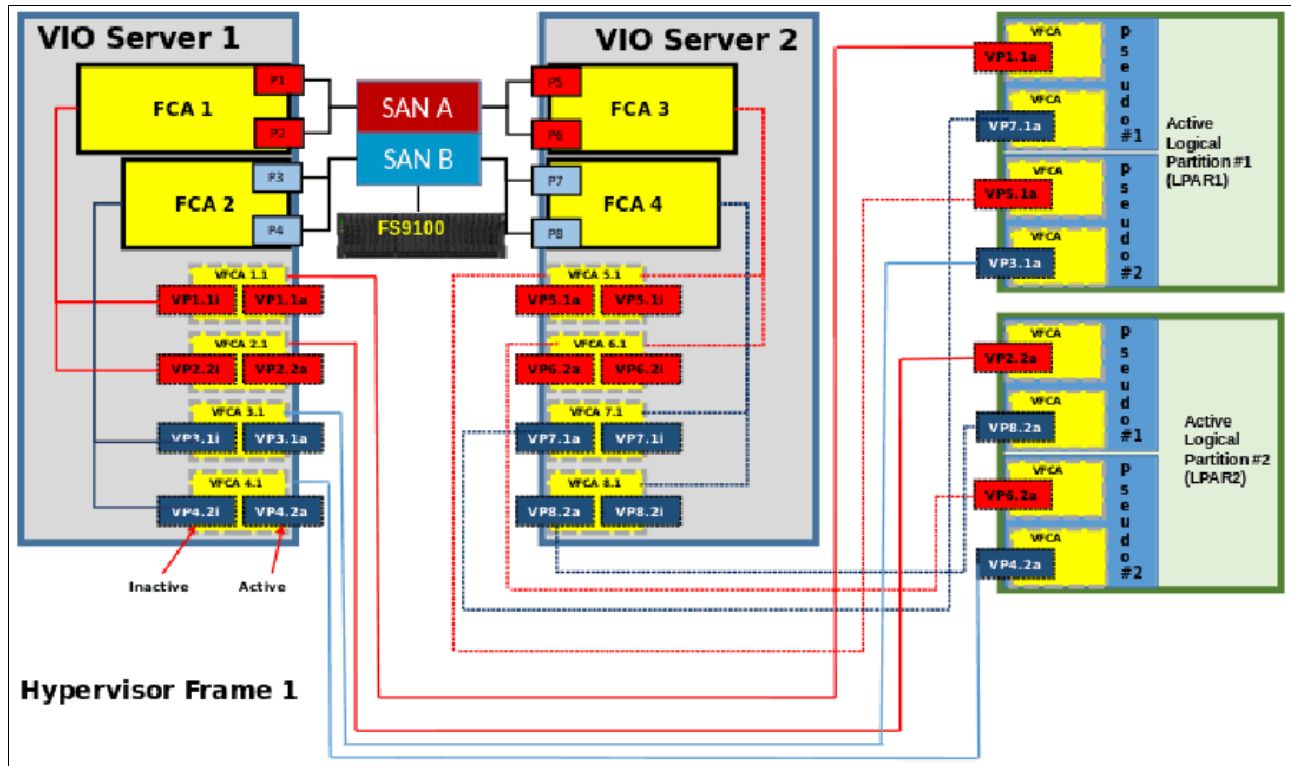 VIO Server 1
FCA 1
P1
P2
FCA 2
P3
P4
SAN A
SAN B
FS9100
VIO Server 2
P5
P6
FCA 3
P7
P8
FCA 4
VFCA 1.1
VP1.1i
VP1.1a
VFCA 2.1
VP2.2i
VP2.2a
VFCA 3.1
VP3.1i
VP3.1a
VFCA 4.1
VP4.2i
VP4.2a
Inactive
Active
VFCA 5.1
VP5.1a
VP5.1i
VFCA 6.1
VP6.2a
VP6.2i
VFCA 7.1
VP7.1a
VP7.1i
VFCA 8.1
VP8.2a
VP8.2i
VFCA
VP1.1a
VFCA
VP7.1a
Pseudo #1
VFCA
VP5.1a
VFCA
VP3.1a
Pseudo #2
Active
Logical
Partition #1
(LPAR1)
VFCA
VP2.2a
VFCA
VP8.2a
Pseudo #1
VFCA
VP6.2a
VFCA
VP4.2a
Pseudo #2
Active
Logical
Partition #2
(LPAR2)
Hypervisor Frame 1